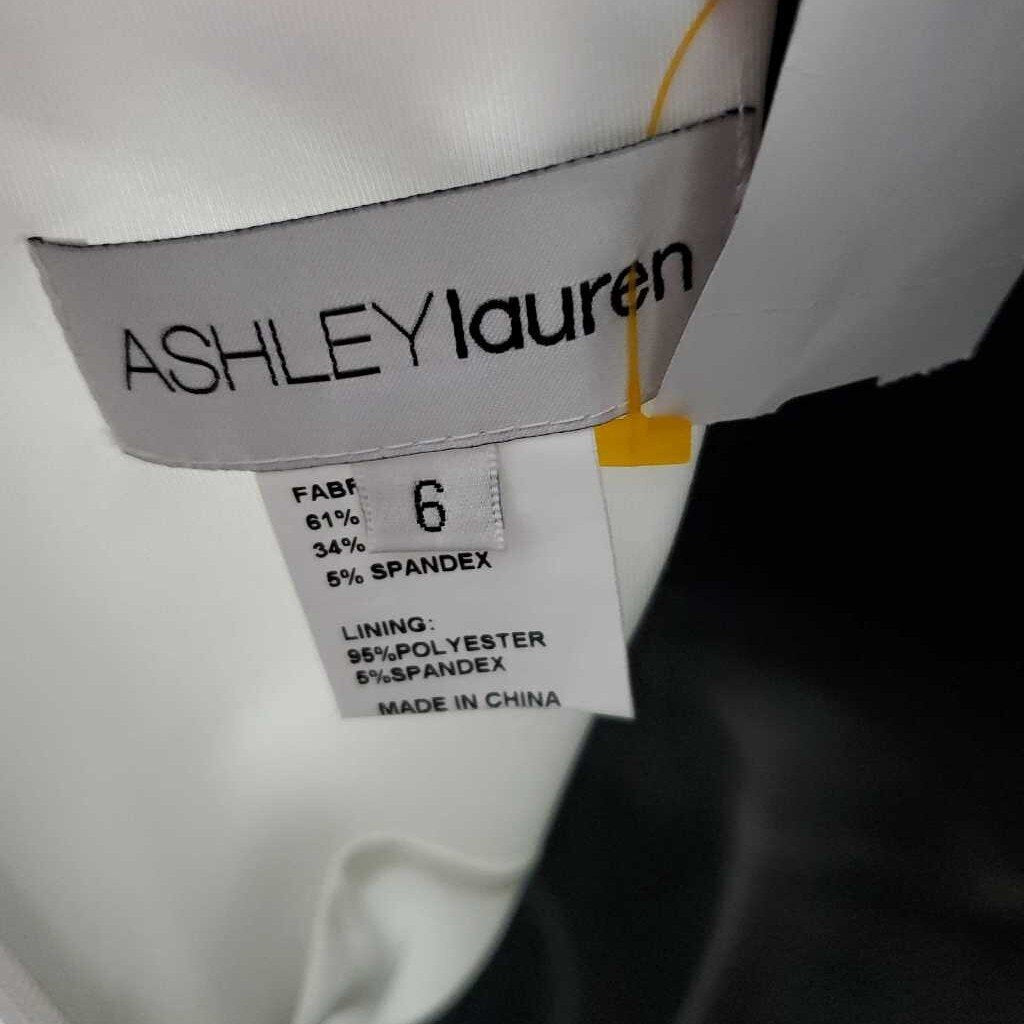 ASHLEYlauren
6
FABR
61%
34%
5% SPANDEX
LINING:
95%POLYESTER
5%SPANDEX
MADE IN CHINA